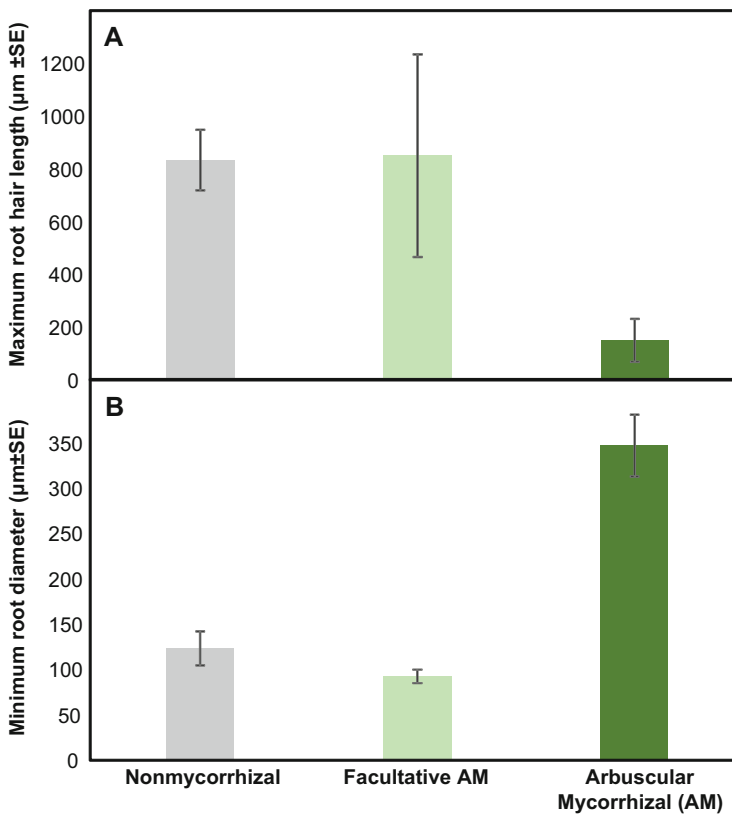 A
Maximum root hair length (µm ±SE)
1200
1000
800
600
400
200
0
B
Minimum root diameter (µm±SE)
350
300
250
200
150
100
50
0
Nonmycorrhizal
Facultative AM
Arbuscular
Mycorrhizal (AM)